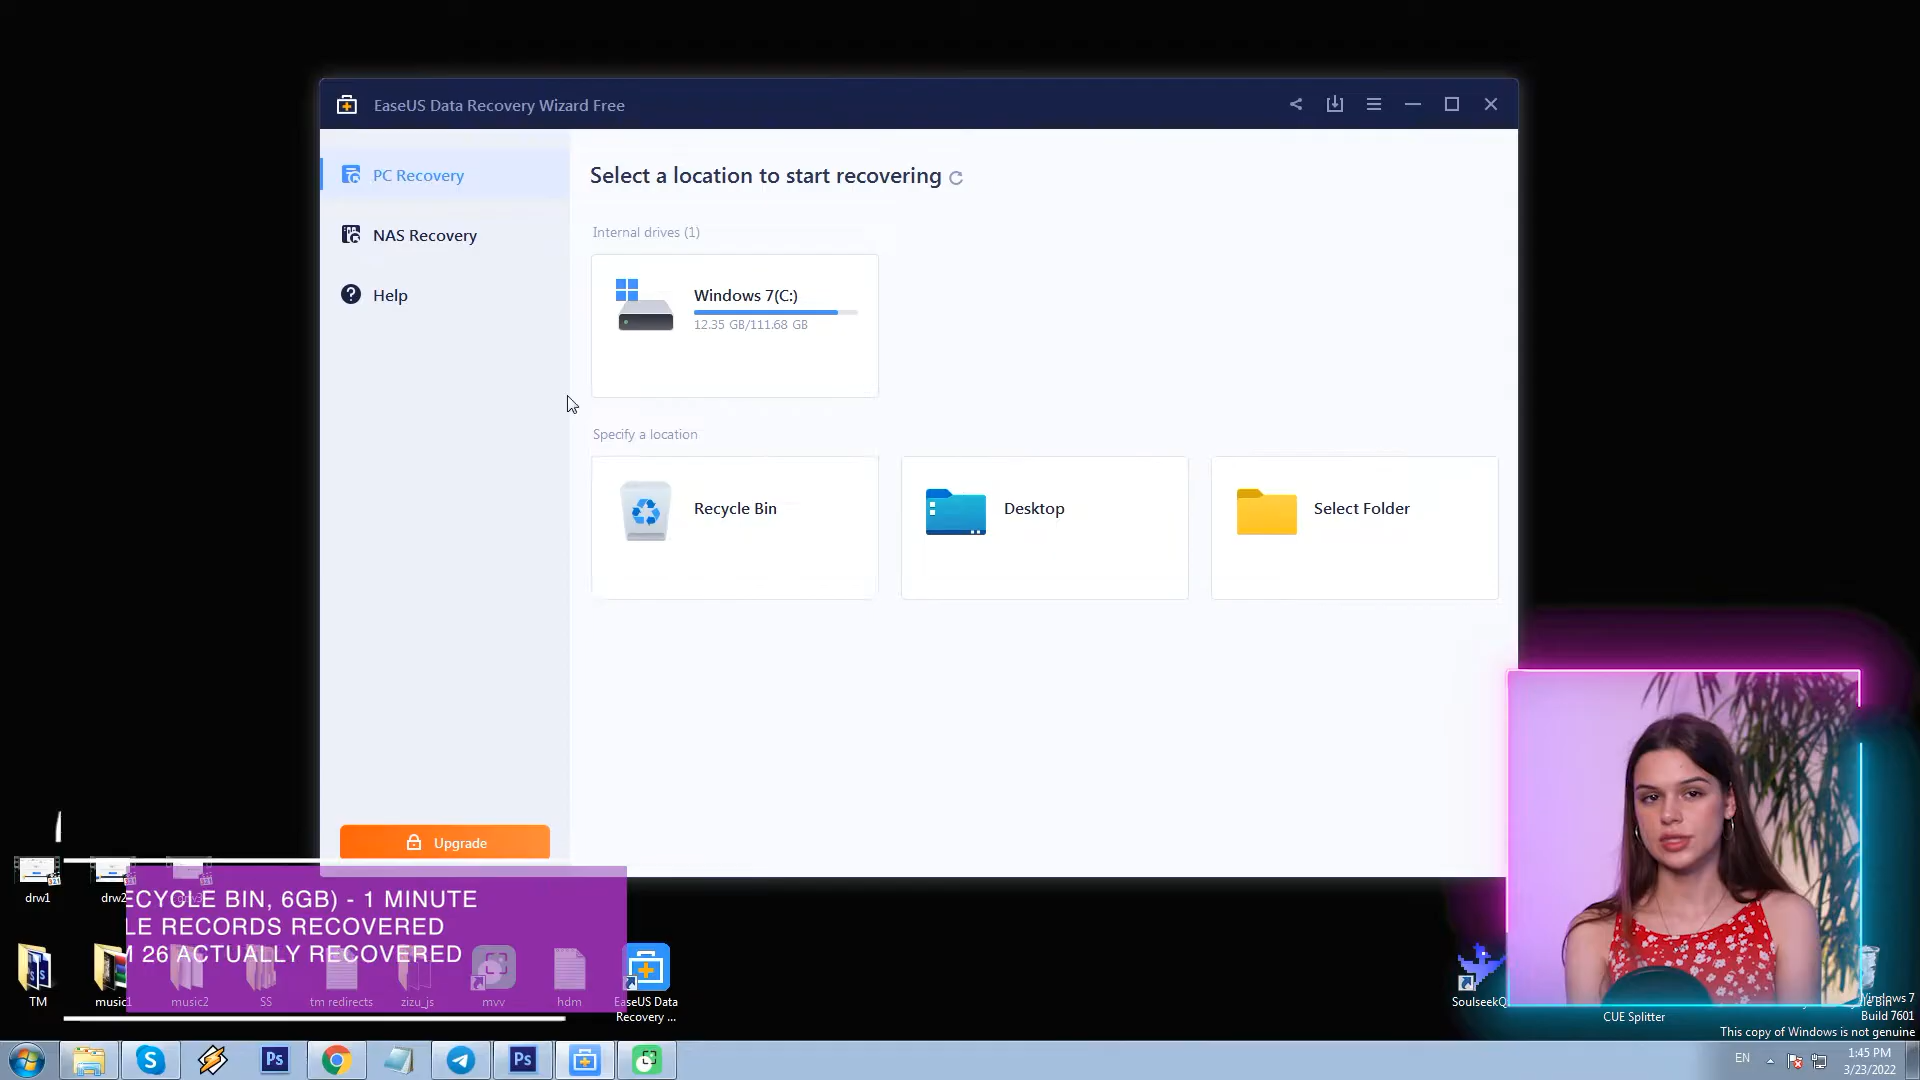 EaseUS Data Recovery Wizard Free
PC Recovery
NAS Recovery
Help
Select a location to start recovering
Internal drives (1)
Windows 7(C:)
12.35 GB/111.68 GB
Specify a location
Recycle Bin
Desktop
Select Folder
Upgrade
ECYCLE BIN, 6GB) - 1 MINUTE
LE RECORDS RECOVERED
M 26 ACTUALLY RECOVERED
drw1
drw2
TM
music1
music2
SS
tm redirects
zizu_js
mvv
hdm
EaseUS Data
Recovery ...
SoulseekQ
CUE Splitter
Windows 7
Build 7601
This copy of Windows is not genuine
Ps
Ps
EN
1:45 PM
3/23/2022